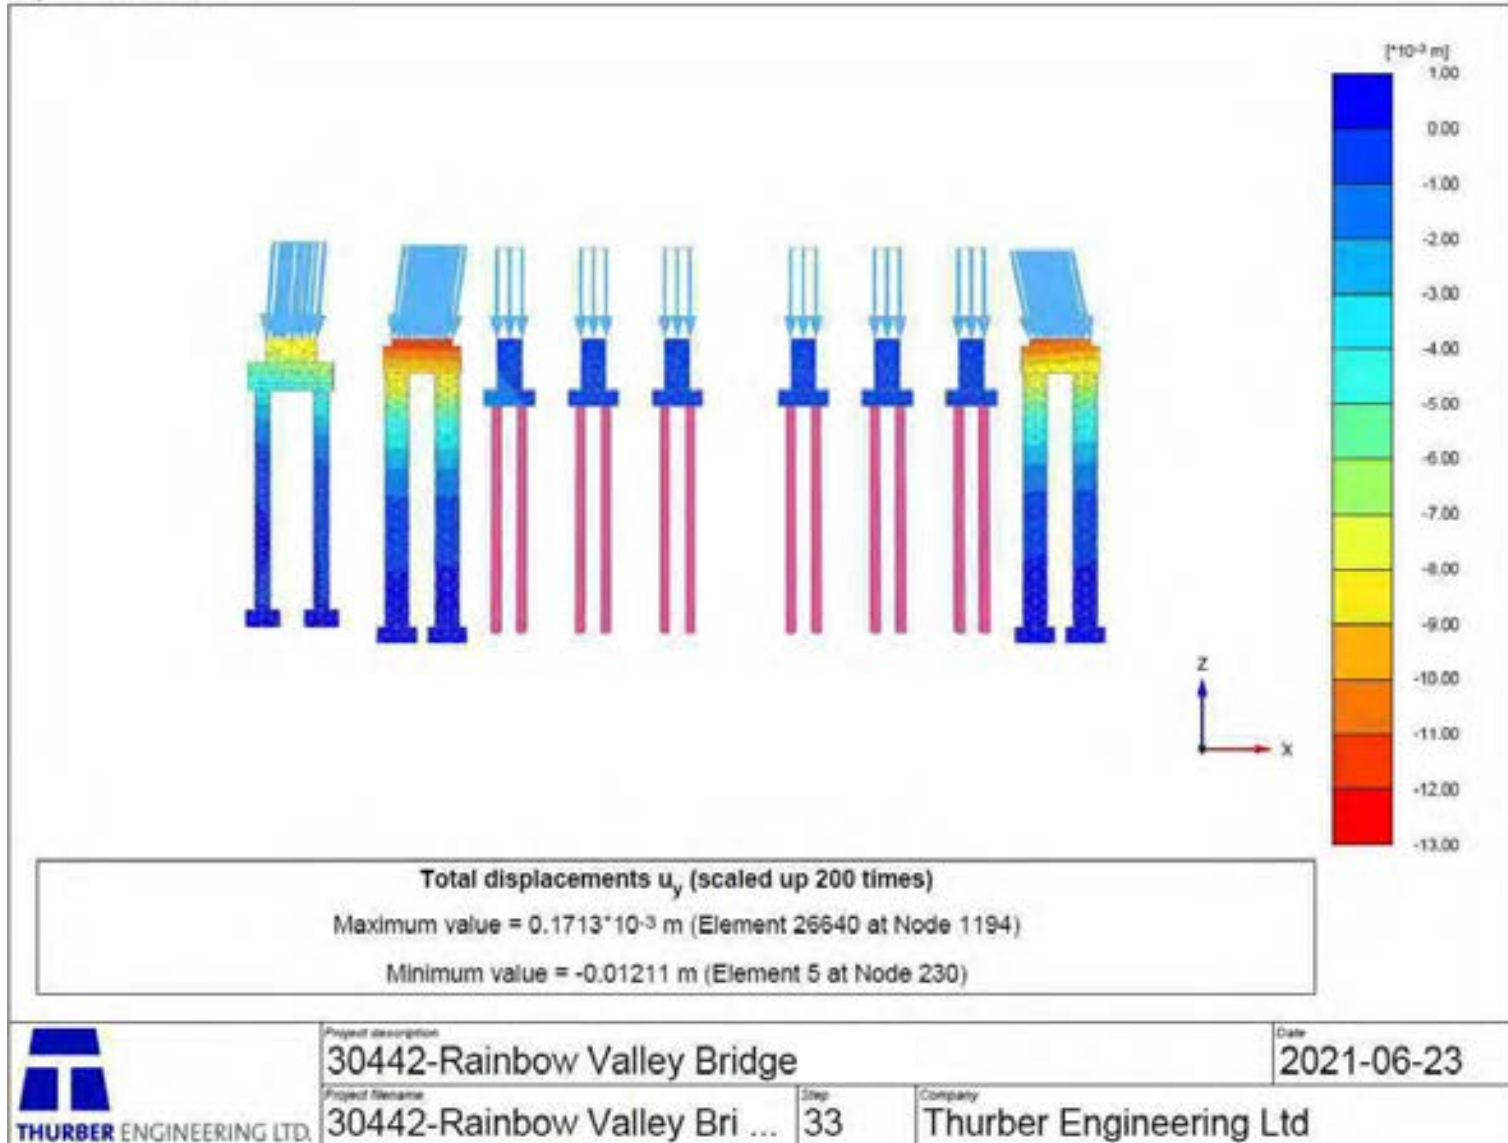 [*10-3 m]
1.00
0.00
-1.00
-2.00
-3.00
-4.00
-5.00
-6.00
-7.00
-8.00
-9.00
-10.00
-11.00
-12.00
-13.00
Z
X
Total displacements uy (scaled up 200 times)
Maximum value = 0.1713*10-3 m (Element 26640 at Node 1194)
Minimum value = -0.01211 m (Element 5 at Node 230)
Project description
30442-Rainbow Valley Bridge
Date
2021-06-23
Project filename
30442-Rainbow Valley Bri ...
Step
33
Company
Thurber Engineering Ltd
THURBER ENGINEERING LTD.